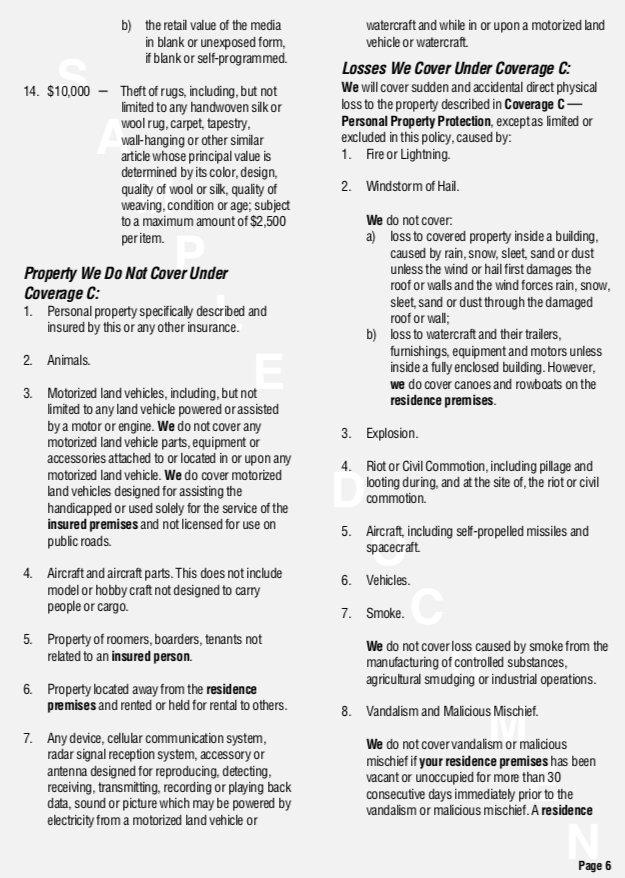 b) the retail value of the media
in blank or unexposed form,
if blank or self-programmed.
14. $10,000 — Theft of rugs, including, but not
limited to any handwoven silk or
wool rug, carpet, tapestry,
wall-hanging or other similar
article whose principal value is
determined by its color, design,
quality of wool or silk, quality of
weaving, condition or age; subject
to a maximum amount of $2,500
per item.
Property We Do Not Cover Under
Coverage C:
1. Personal property specifically described and
insured by this or any other insurance.
2. Animals.
3. Motorized land vehicles, including, but not
limited to any land vehicle powered or assisted
by a motor or engine. We do not cover any
motorized land vehicle parts, equipment or
accessories attached to or located in or upon any
motorized land vehicle. We do cover motorized
land vehicles designed for assisting the
handicapped or used solely for the service of the
insured premises and not licensed for use on
public roads.
4. Aircraft and aircraft parts. This does not include
model or hobby craft not designed to carry
people or cargo.
5. Property of roomers, boarders, tenants not
related to an insured person.
6. Property located away from the residence
premises and rented or held for rental to others.
7. Any device, cellular communication system,
radar signal reception system, accessory or
antenna designed for reproducing, detecting,
receiving, transmitting, recording or playing back
data, sound or picture which may be powered by
electricity from a motorized land vehicle or
watercraft and while in or upon a motorized land
vehicle or watercraft.
Losses We Cover Under Coverage C:
We will cover sudden and accidental direct physical
loss to the property described in Coverage C —
Personal Property Protection, except as limited or
excluded in this policy, caused by:
1. Fire or Lightning.
2. Windstorm of Hail.
We do not cover:
a) loss to covered property inside a building,
caused by rain, snow, sleet, sand or dust
unless the wind or hail first damages the
roof or walls and the wind forces rain, snow,
sleet, sand or dust through the damaged
roof or wall;
b) loss to watercraft and their trailers,
furnishings, equipment and motors unless
inside a fully enclosed building. However,
we do cover canoes and rowboats on the
residence premises.
3. Explosion.
4. Riot or Civil Commotion, including pillage and
looting during, and at the site of, the riot or civil
commotion.
5. Aircraft, including self-propelled missiles and
spacecraft.
6. Vehicles.
7. Smoke.
We do not cover loss caused by smoke from the
manufacturing of controlled substances,
agricultural smudging or industrial operations.
8. Vandalism and Malicious Mischief.
We do not cover vandalism or malicious
mischief if your residence premises has been
vacant or unoccupied for more than 30
consecutive days immediately prior to the
vandalism or malicious mischief. A residence
Page 6